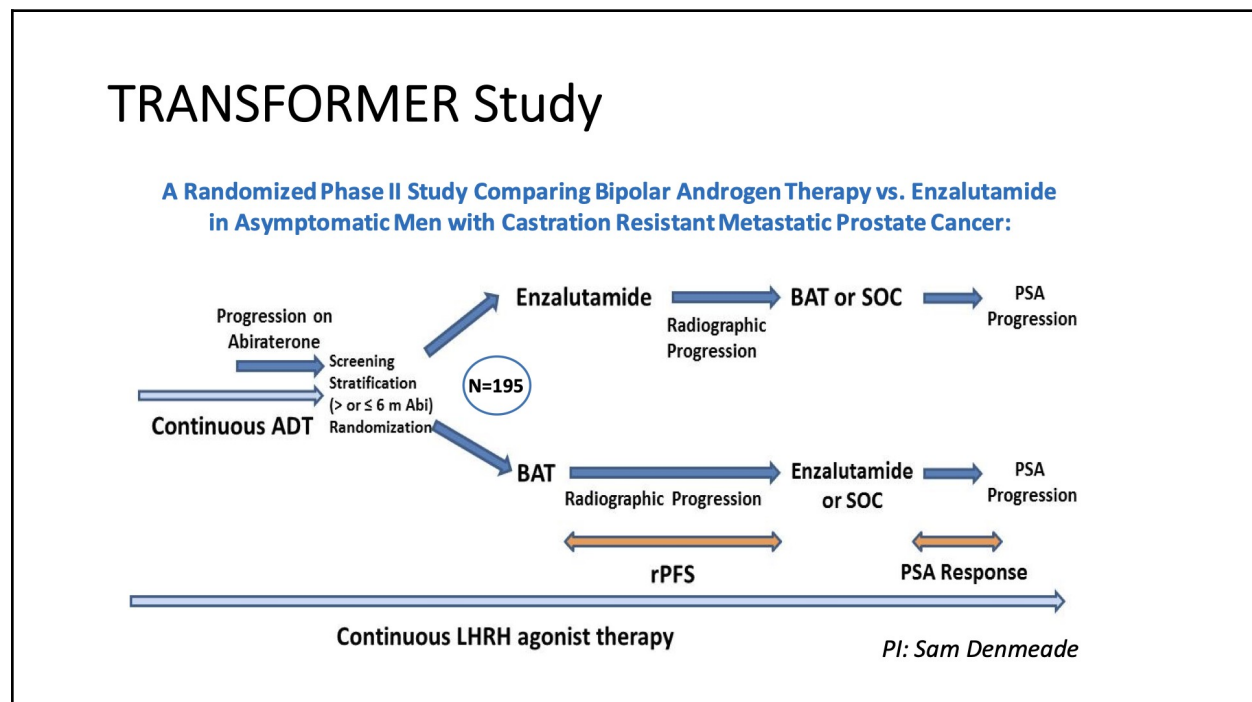 TRANSFORMER Study
A Randomized Phase II Study Comparing Bipolar Androgen Therapy vs. Enzalutamide
in Asymptomatic Men with Castration Resistant Metastatic Prostate Cancer:
Progression on
Abiraterone
Continuous ADT
Screening
Stratification
(> or ≤ 6 m Abi)
Randomization
N=195
Enzalutamide
Radiographic
Progression
BAT or SOC
PSA
Progression
BAT
Radiographic Progression
Enzalutamide
or SOC
PSA
Progression
rPFS
PSA Response
Continuous LHRH agonist therapy
PI: Sam Denmeade